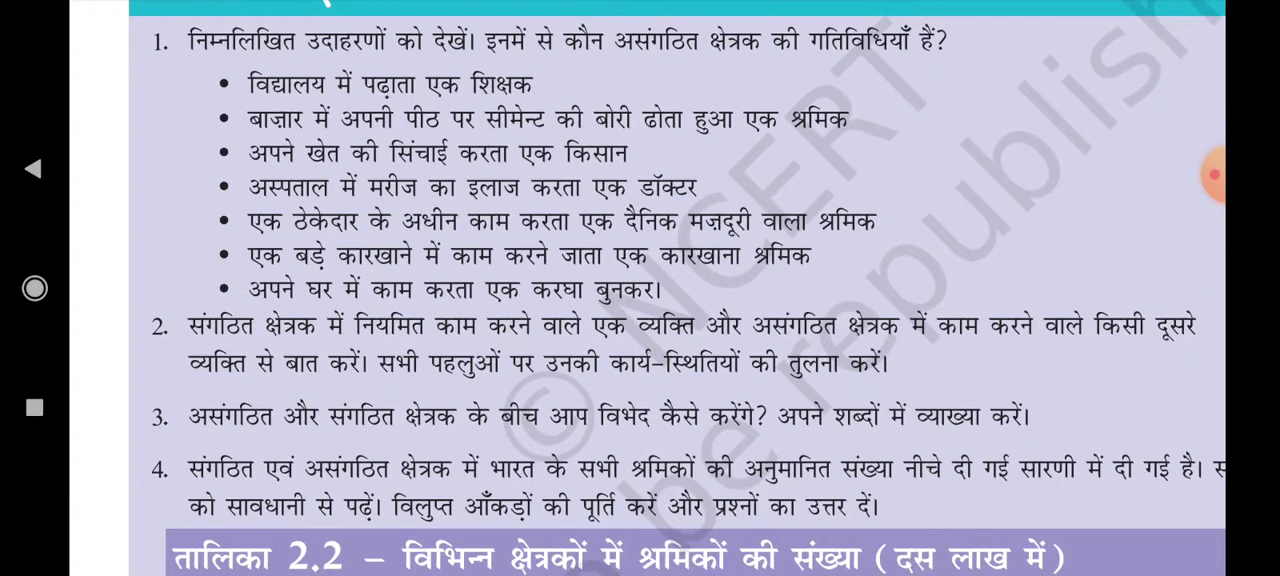 1. निम्नलिखित उदाहरणों को देखें। इनमें से कौन असंगठित क्षेत्रक की गतिविधियाँ हैं?
• विद्यालय में पढ़ाता एक शिक्षक
• बाज़ार में अपनी पीठ पर सीमेन्ट की बोरी ढोता हुआ एक श्रमिक
• अपने खेत की सिंचाई करता एक किसान
• अस्पताल में मरीज का इलाज करता एक डॉक्टर
• एक ठेकेदार के अधीन काम करता एक दैनिक मज़दूरी वाला श्रमिक
• एक बड़े कारखाने में काम करने जाता एक कारखाना श्रमिक
• अपने घर में काम करता एक करघा बुनकर।
2. संगठित क्षेत्रक में नियमित काम करने वाले एक व्यक्ति और असंगठित क्षेत्रक में काम करने वाले किसी दूसरे
व्यक्ति से बात करें। सभी पहलुओं पर उनकी कार्य-स्थितियों की तुलना करें।
3. असंगठित और संगठित क्षेत्रक के बीच आप विभेद कैसे करेंगे? अपने शब्दों में व्याख्या करें।
4. संगठित एवं असंगठित क्षेत्रक में भारत के सभी श्रमिकों की अनुमानित संख्या नीचे दी गई सारणी में दी गई है।
को सावधानी से पढ़ें। विलुप्त आँकड़ों की पूर्ति करें और प्रश्नों का उत्तर दें।
तालिका 2.2 – विभिन्न क्षेत्रकों में श्रमिकों की संख्या (दस लाख में)
© NCERT
be republish